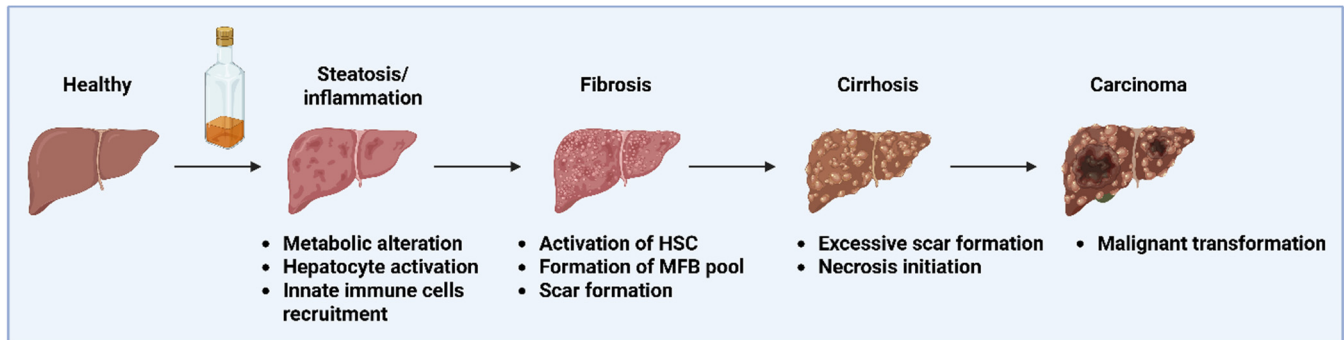 Healthy
Steatosis/
inflammation
Fibrosis
Cirrhosis
Carcinoma
• Metabolic alteration
• Hepatocyte activation
• Innate immune cells
recruitment
• Activation of HSC
• Formation of MFB pool
• Scar formation
• Excessive scar formation
• Necrosis initiation
• Malignant transformation